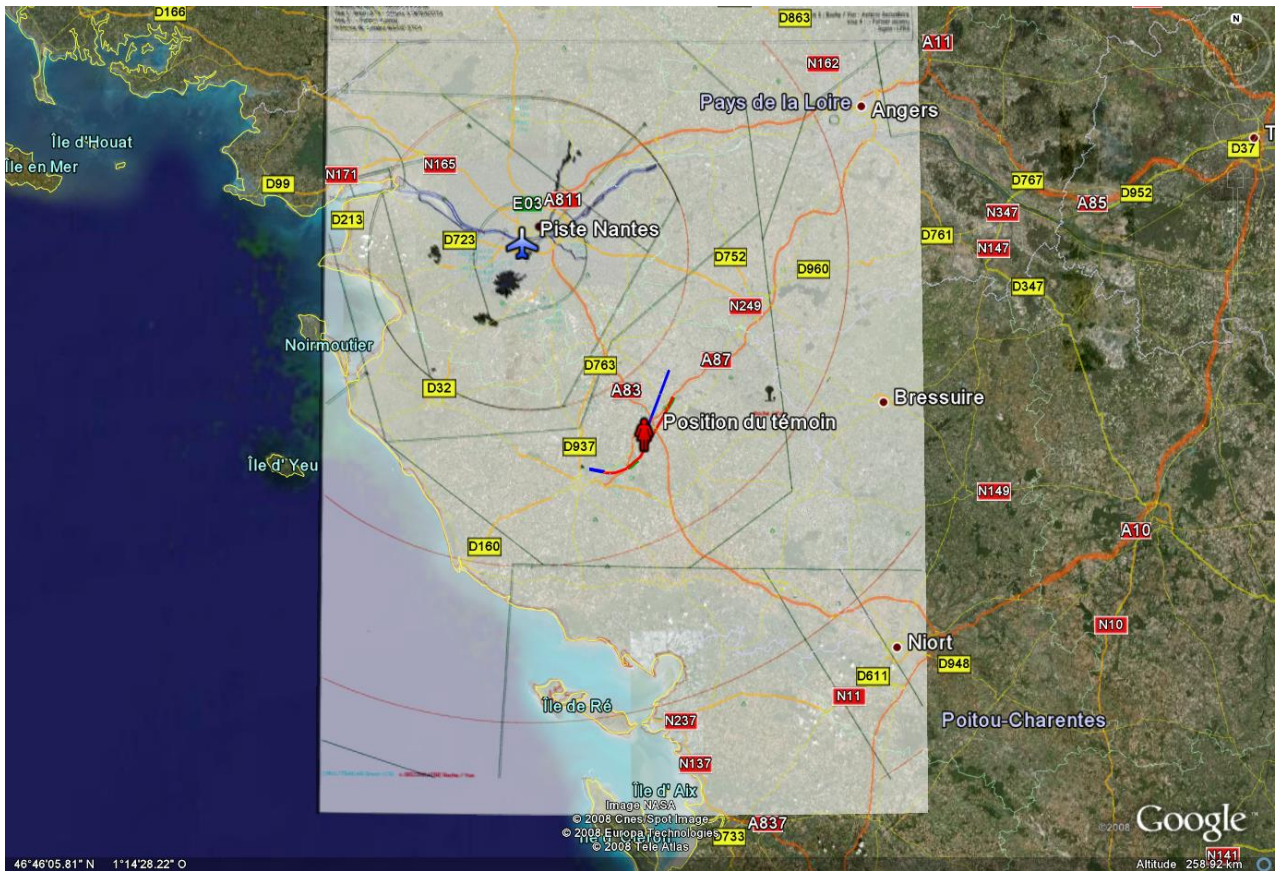 D166
D863
A11
N
N162
Pays de la Loire
Angers
Île d'Houat
Île en Mer
T
D37
N165
N171
D99
D767
D952
A85
E03
A811
N347
D213
Piste Nantes
D723
D761
N147
D752
D960
D347
N249
Noirmoutier
D763
A87
D32
A83
Bressuire
Position du témoin
D937
Île d'Yeu
N149
A10
D160
N10
Niort
D948
D611
N11
Île de Ré
N237
Poitou-Charentes
N137
Île d'Aix
Image NASA
© 2008 Cnes Spot Image
© 2008 Europa Technologies
© 2008 Tele Atlas
A837
D733
©2008 Google
N141
46°46'05.81" N 1°14'28.22" O
Altitude 258.92 km